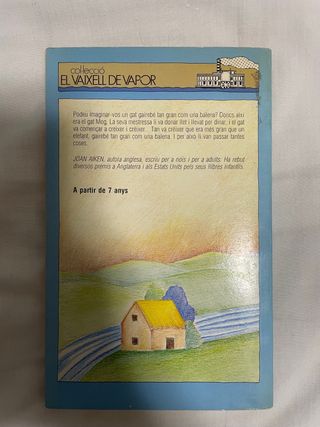 col·lecció
EL VAIXELL DE VAPOR
Podeu imaginar-vos un gat gairebé tan gran com una balena? Doncs així
era el gat Mog. La seva mestressa li va donar llet i llevat per dinar, i el gat
va començar a créixer i créixer... Tan va créixer que era més gran que un
elefant, gairebé tan gran com una balena. I per això li van passar tantes
coses.
JOAN AIKEN, autora anglesa, escriu per a nois i per a adults. Ha rebut
diversos premis a Anglaterra i als Estats Units pels seus llibres infantils.
A partir de 7 anys